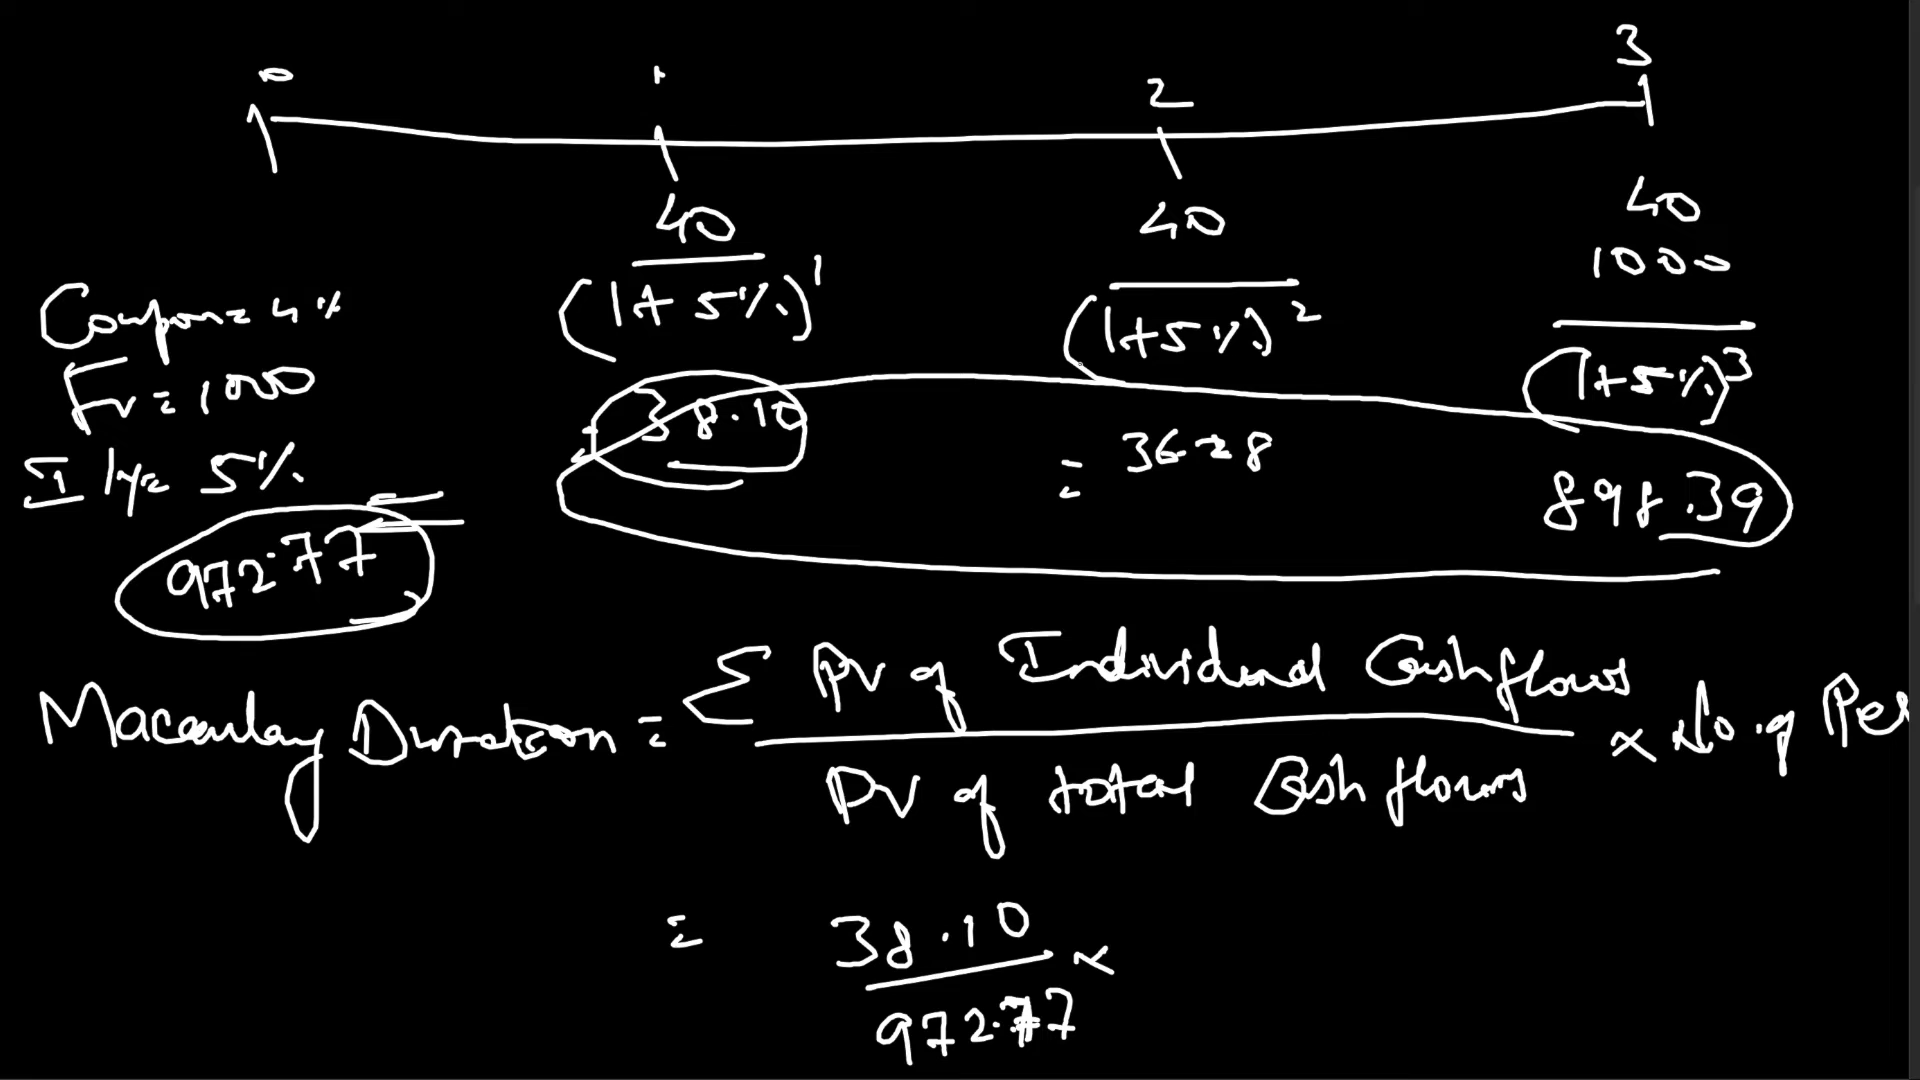 0 1 2 3
40 40 40
1000
(1+5%)^1 (1+5%)^2 (1+5%)^3
Coupon = 4%
Fv = 1000
I/y = 5%
= 38.10 = 36.28 898.39
972.77
Macaulay Duration = Σ PV of Individual Cashflows × No. of Per
PV of total Cashflows
= 38.10 ×
972.77